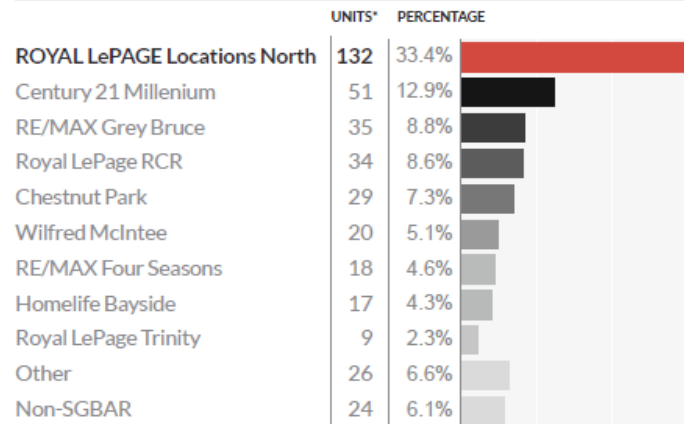 UNITS* PERCENTAGE
ROYAL LePAGE Locations North 132 33.4%
Century 21 Millenium 51 12.9%
RE/MAX Grey Bruce 35 8.8%
Royal LePage RCR 34 8.6%
Chestnut Park 29 7.3%
Wilfred McIntee 20 5.1%
RE/MAX Four Seasons 18 4.6%
Homelife Bayside 17 4.3%
Royal LePage Trinity 9 2.3%
Other 26 6.6%
Non-SGBAR 24 6.1%